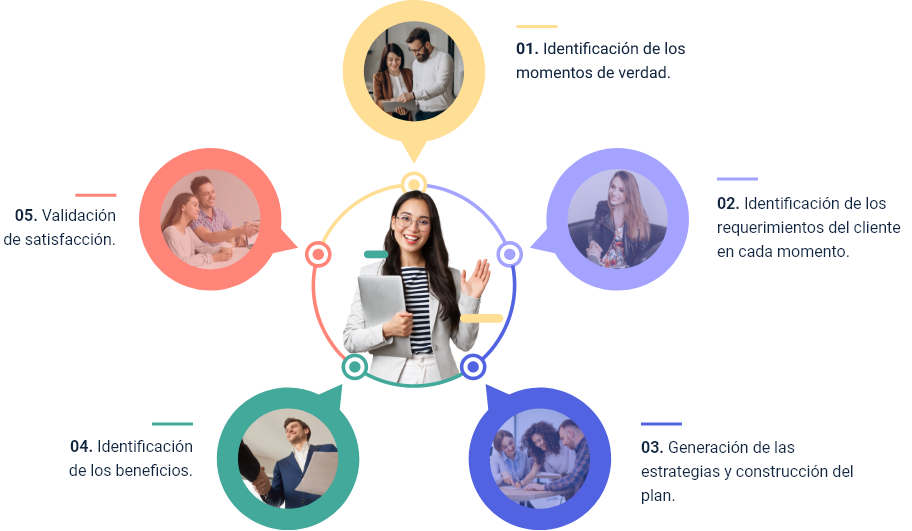 01. Identificación de los
momentos de verdad.
02. Identificación de los
requerimientos del cliente
en cada momento.
03. Generación de las
estrategias y construcción del
plan.
04. Identificación
de los beneficios.
05. Validación
de satisfacción.